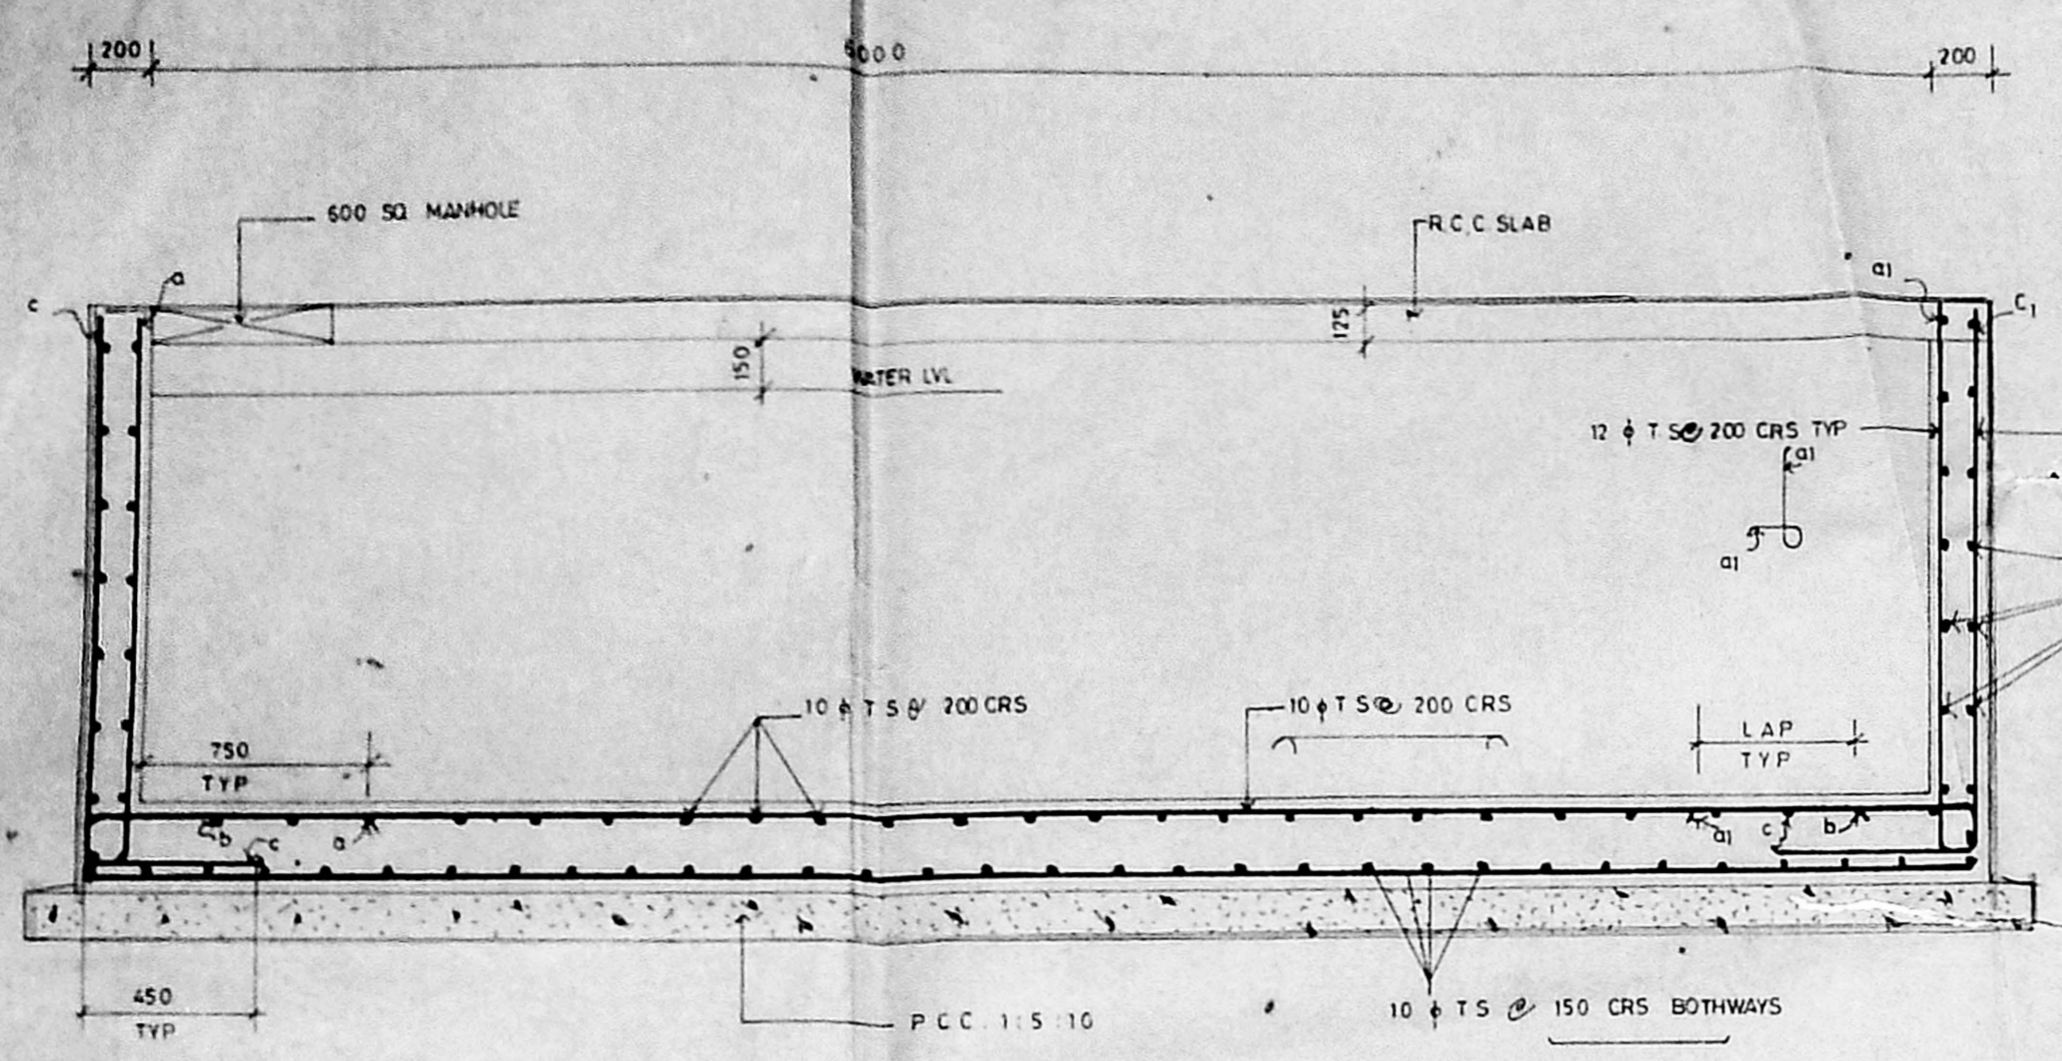 200
6000
200
600 SQ MANHOLE
R.C.C. SLAB
a
a1
c
C1
125
150
WATER LVL
12 ϕ T S @ 200 CRS TYP
a1
a1
10 ϕ T S @ 200 CRS
10 ϕ T S @ 200 CRS
LAP
TYP
750
TYP
b
c
a
a1
c
b
450
TYP
P C C. 1:5:10
10 ϕ T S @ 150 CRS BOTHWAYS